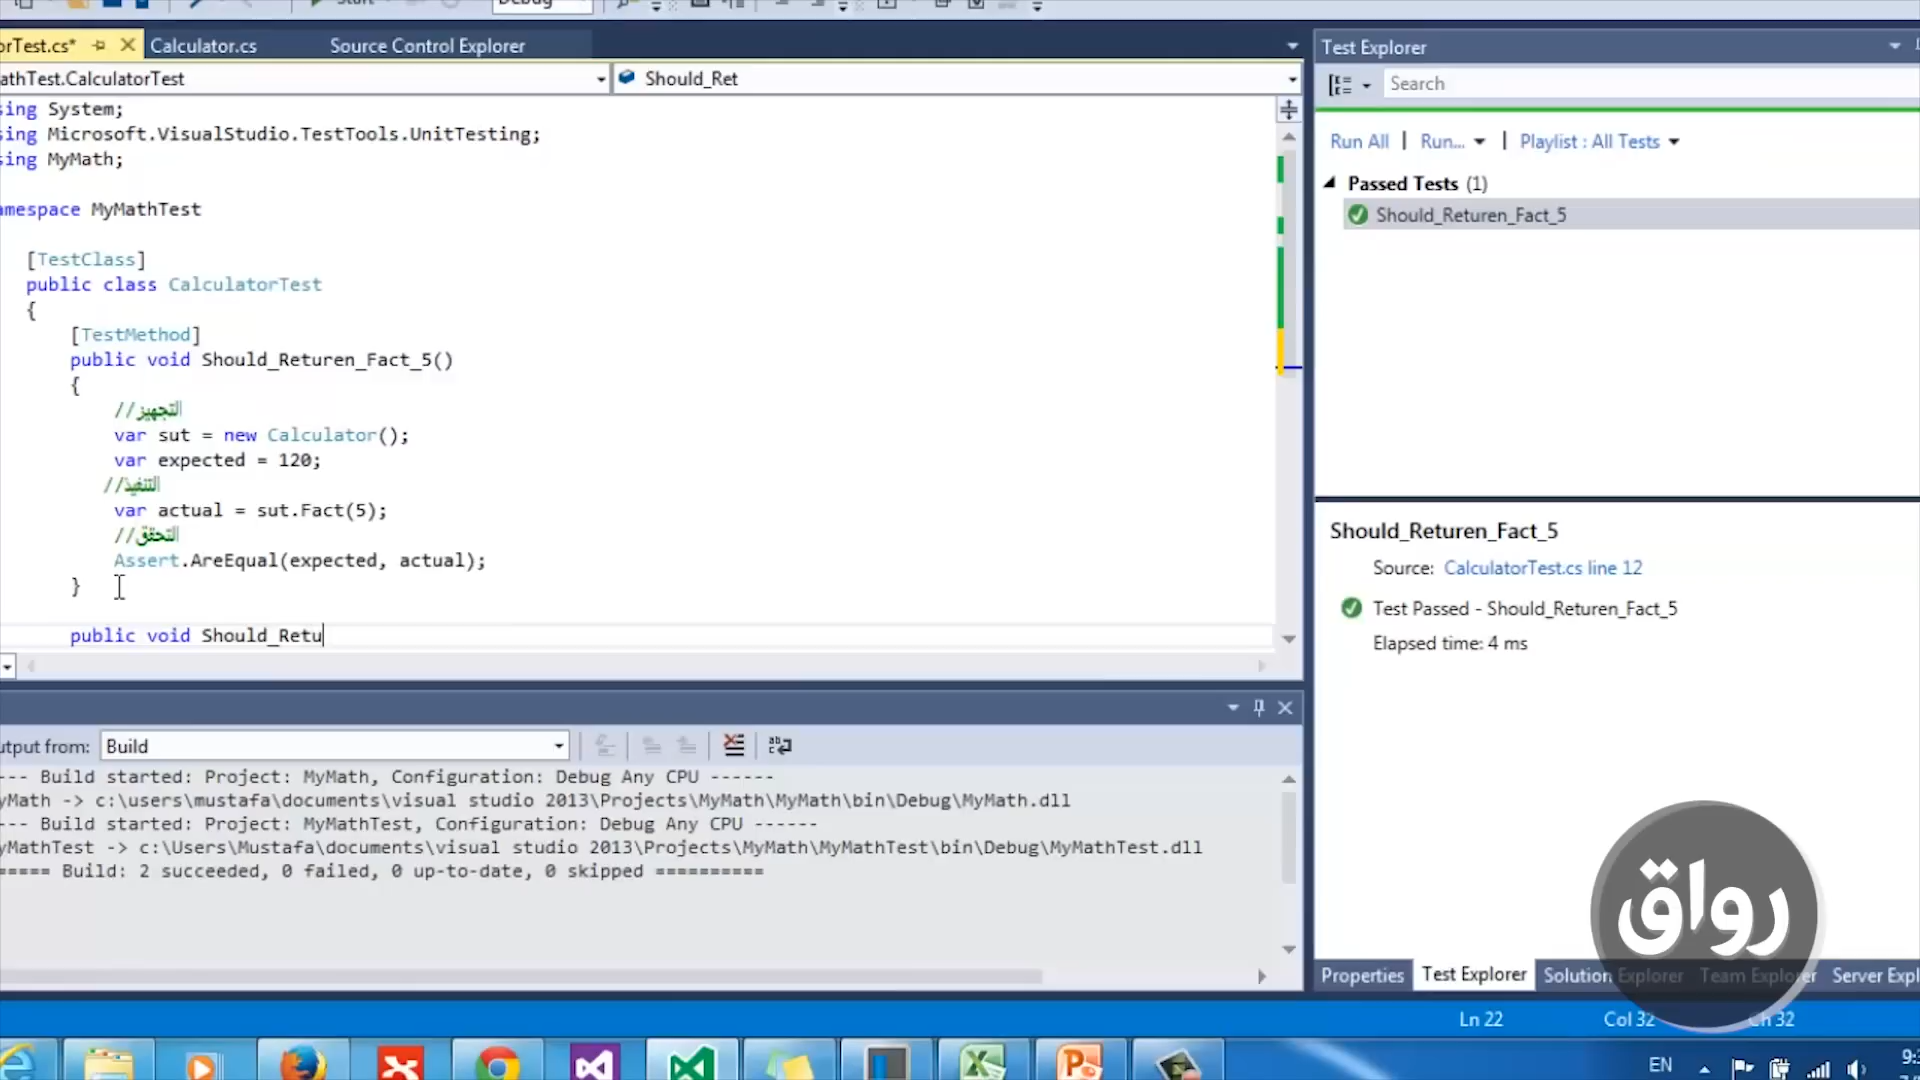 Start
Debug
orTest.cs*
Calculator.cs
Source Control Explorer
athTest.CalculatorTest
Should_Ret
sing System;
sing Microsoft.VisualStudio.TestTools.UnitTesting;
sing MyMath;
amespace MyMathTest
[TestClass]
public class CalculatorTest
{
[TestMethod]
public void Should_Returen_Fact_5()
{
//التجهيز
var sut = new Calculator();
var expected = 120;
//التنفيذ
var actual = sut.Fact(5);
//التحقق
Assert.AreEqual(expected, actual);
}
public void Should_Retu
utput from: Build
--- Build started: Project: MyMath, Configuration: Debug Any CPU ------
yMath -> c:\users\mustafa\documents\visual studio 2013\Projects\MyMath\MyMath\bin\Debug\MyMath.dll
--- Build started: Project: MyMathTest, Configuration: Debug Any CPU ------
yMathTest -> c:\Users\Mustafa\documents\visual studio 2013\Projects\MyMath\MyMathTest\bin\Debug\MyMathTest.dll
===== Build: 2 succeeded, 0 failed, 0 up-to-date, 0 skipped ==========
Test Explorer
Search
Run All | Run... | Playlist : All Tests
Passed Tests (1)
Should_Returen_Fact_5
Should_Returen_Fact_5
Source: CalculatorTest.cs line 12
Test Passed - Should_Returen_Fact_5
Elapsed time: 4 ms
رواق
Properties Test Explorer Solution Explorer Team Explorer Server Expl
Ln 22 Col 32 Ch 32
EN